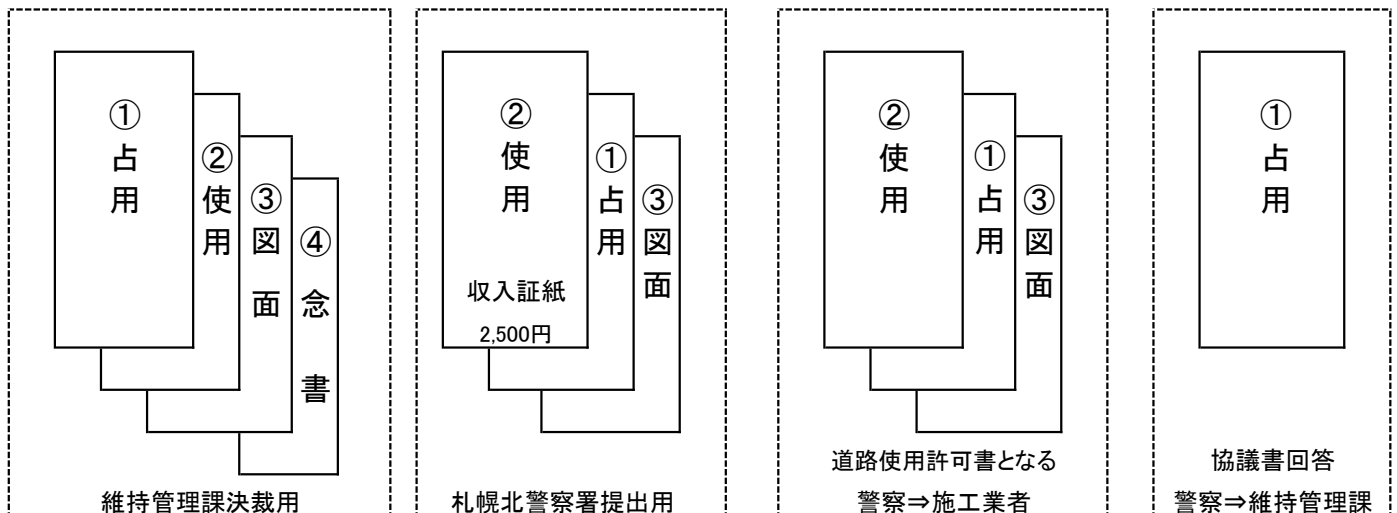 ①占用
②使用
③図面
④念書
維持管理課決裁用
②使用
収入証紙
2,500円
①占用
③図面
札幌北警察署提出用
②使用
①占用
③図面
道路使用許可書となる
警察⇒施工業者
①占用
協議書回答
警察⇒維持管理課